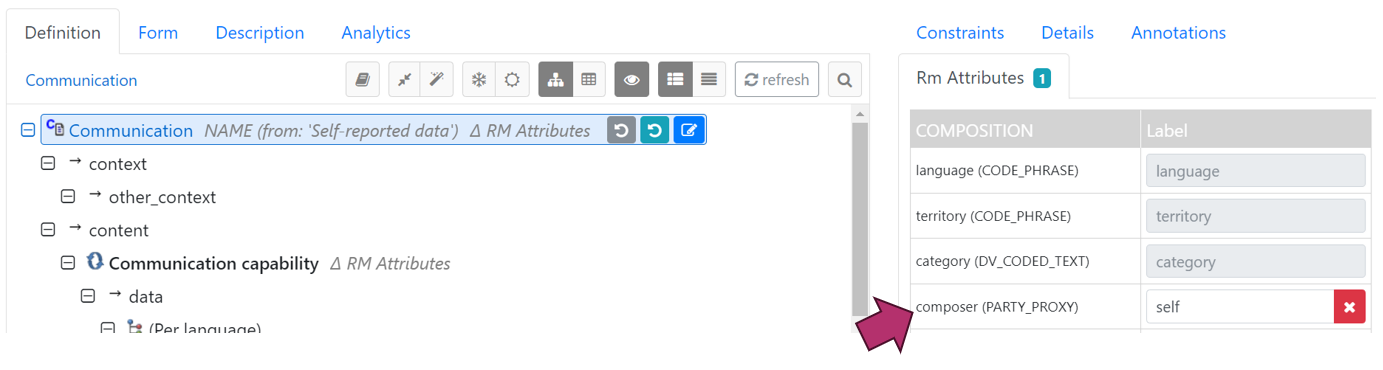 Definition
Form
Description
Analytics
Communication
refresh
Communication NAME (from: 'Self-reported data') Δ RM Attributes
context
other_context
content
Communication capability Δ RM Attributes
data
(Per language)
Constraints
Details
Annotations
Rm Attributes 1
COMPOSITION Label
language (CODE_PHRASE) language
territory (CODE_PHRASE) territory
category (DV_CODED_TEXT) category
composer (PARTY_PROXY) self